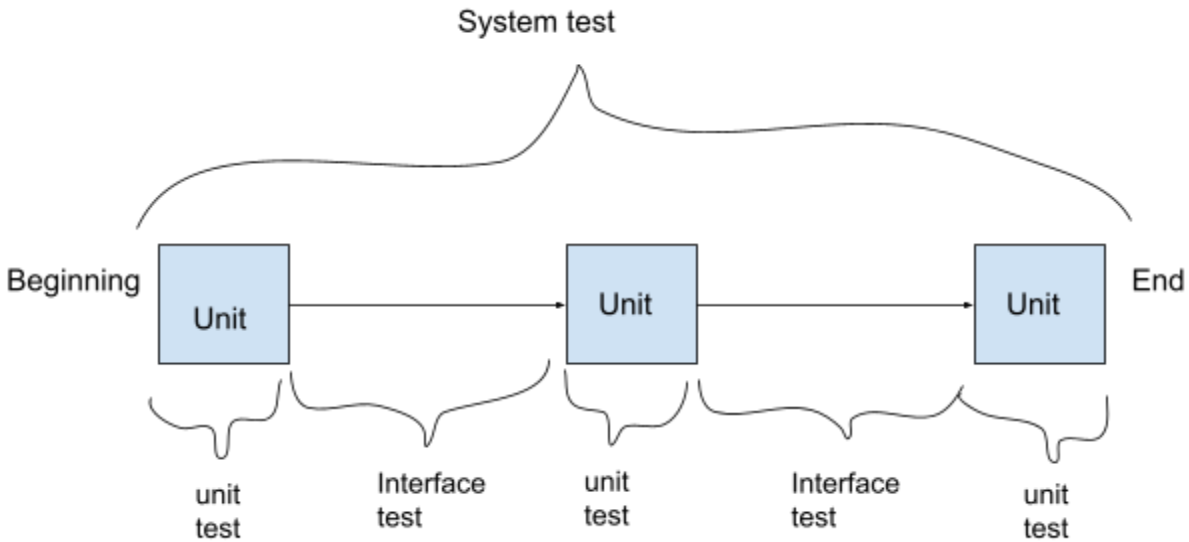 System test
Beginning
Unit
Unit
Unit
End
unit
test
Interface
test
unit
test
Interface
test
unit
test